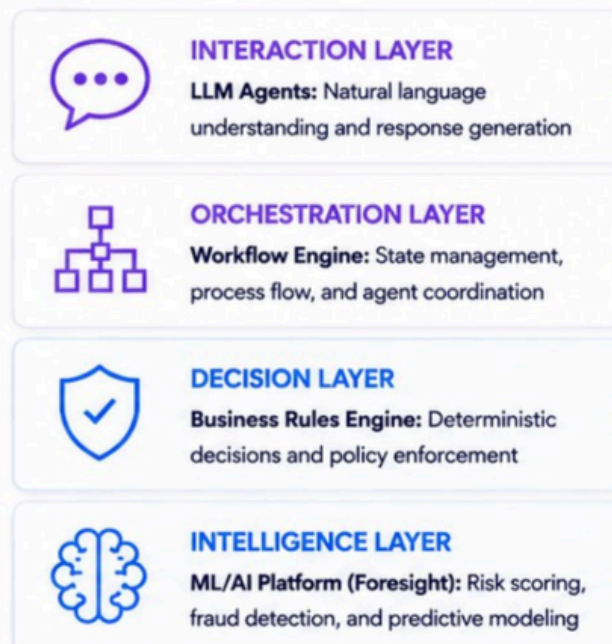 INTERACTION LAYER
LLM Agents: Natural language
understanding and response generation
ORCHESTRATION LAYER
Workflow Engine: State management,
process flow, and agent coordination
DECISION LAYER
Business Rules Engine: Deterministic
decisions and policy enforcement
INTELLIGENCE LAYER
ML/AI Platform (Foresight): Risk scoring,
fraud detection, and predictive modeling